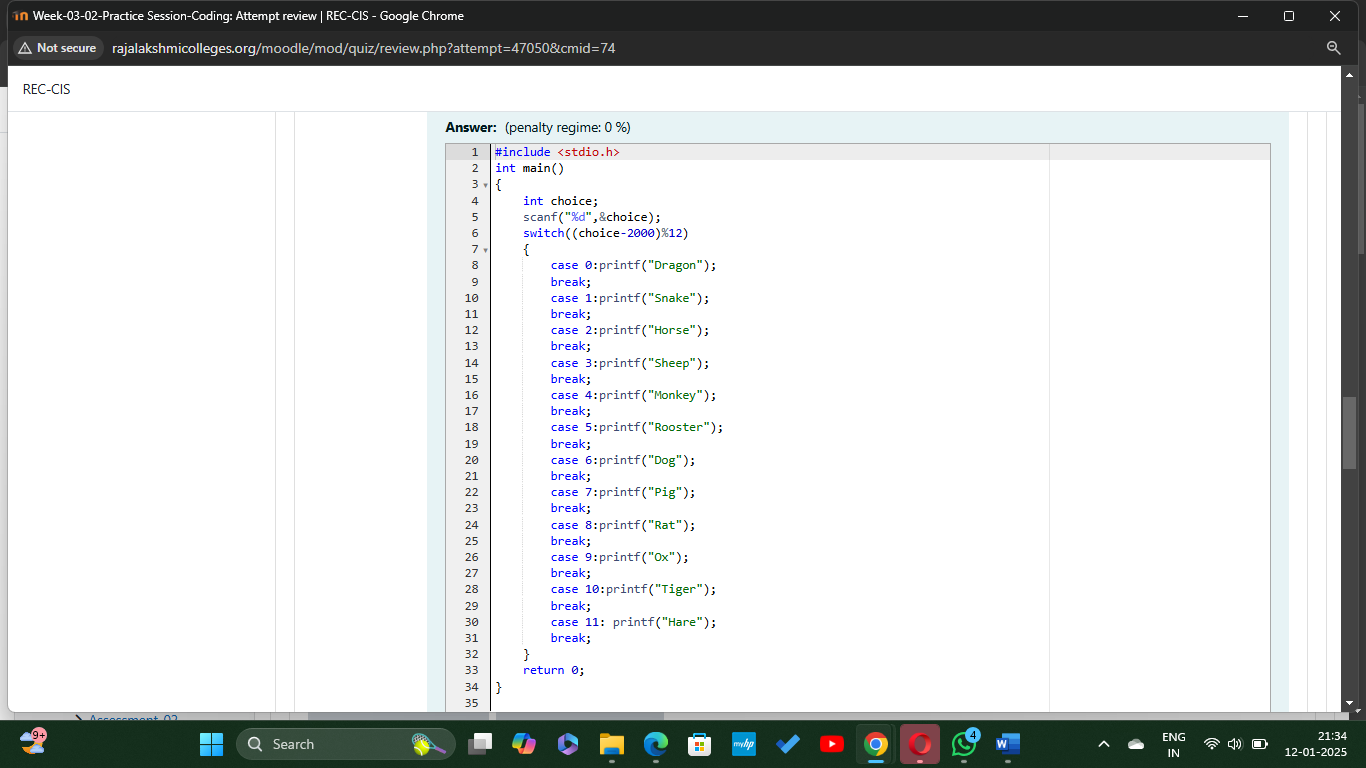 Week-03-02-Practice Session-Coding: Attempt review | REC-CIS - Google Chrome
Not secure rajalakshmicolleges.org/moodle/mod/quiz/review.php?attempt=47050&cmid=74
REC-CIS
Answer: (penalty regime: 0 %)
1 #include <stdio.h>
2 int main()
3 {
4 int choice;
5 scanf("%d",&choice);
6 switch((choice-2000)%12)
7 {
8 case 0:printf("Dragon");
9 break;
10 case 1:printf("Snake");
11 break;
12 case 2:printf("Horse");
13 break;
14 case 3:printf("Sheep");
15 break;
16 case 4:printf("Monkey");
17 break;
18 case 5:printf("Rooster");
19 break;
20 case 6:printf("Dog");
21 break;
22 case 7:printf("Pig");
23 break;
24 case 8:printf("Rat");
25 break;
26 case 9:printf("Ox");
27 break;
28 case 10:printf("Tiger");
29 break;
30 case 11: printf("Hare");
31 break;
32 }
33 return 0;
34 }
35
Assessment-02
9+
Search
myhp
4
W
ENG
IN
21:34
12-01-2025